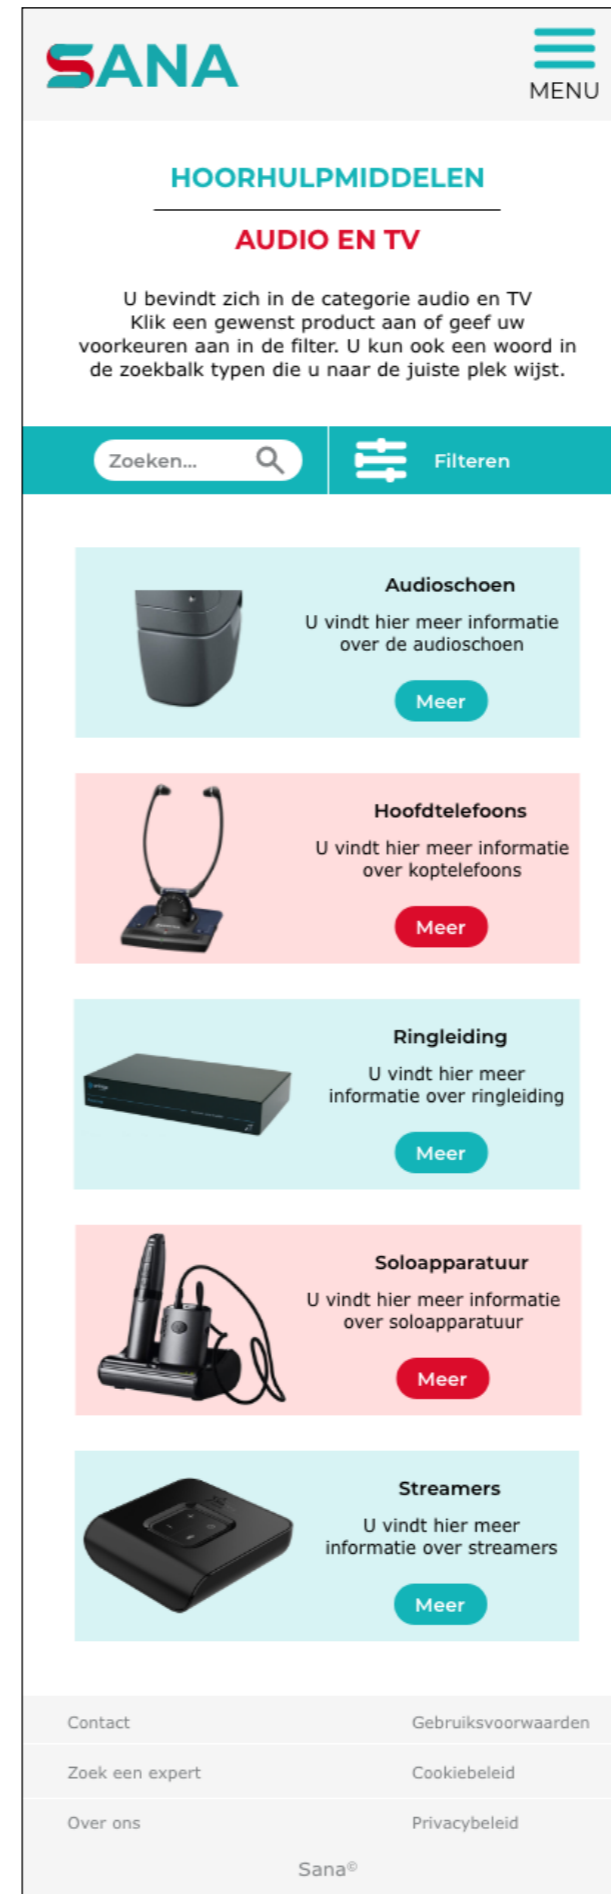 SANA
MENU
HOORHULPMIDDELEN
AUDIO EN TV
U bevindt zich in de categorie audio en TV
Klik een gewenst product aan of geef uw
voorkeuren aan in de filter. U kun ook een woord in
de zoekbalk typen die u naar de juiste plek wijst.
Zoeken...
Filteren
Audioschoen
U vindt hier meer informatie
over de audioschoen
Meer
Hoofdtelefoons
U vindt hier meer informatie
over koptelefoons
Meer
Ringleiding
U vindt hier meer
informatie over ringleiding
Meer
Soloapparatuur
U vindt hier meer informatie
over soloapparatuur
Meer
Streamers
U vindt hier meer
informatie over streamers
Meer
Contact
Gebruiksvoorwaarden
Zoek een expert
Cookiebeleid
Over ons
Privacybeleid
Sana©